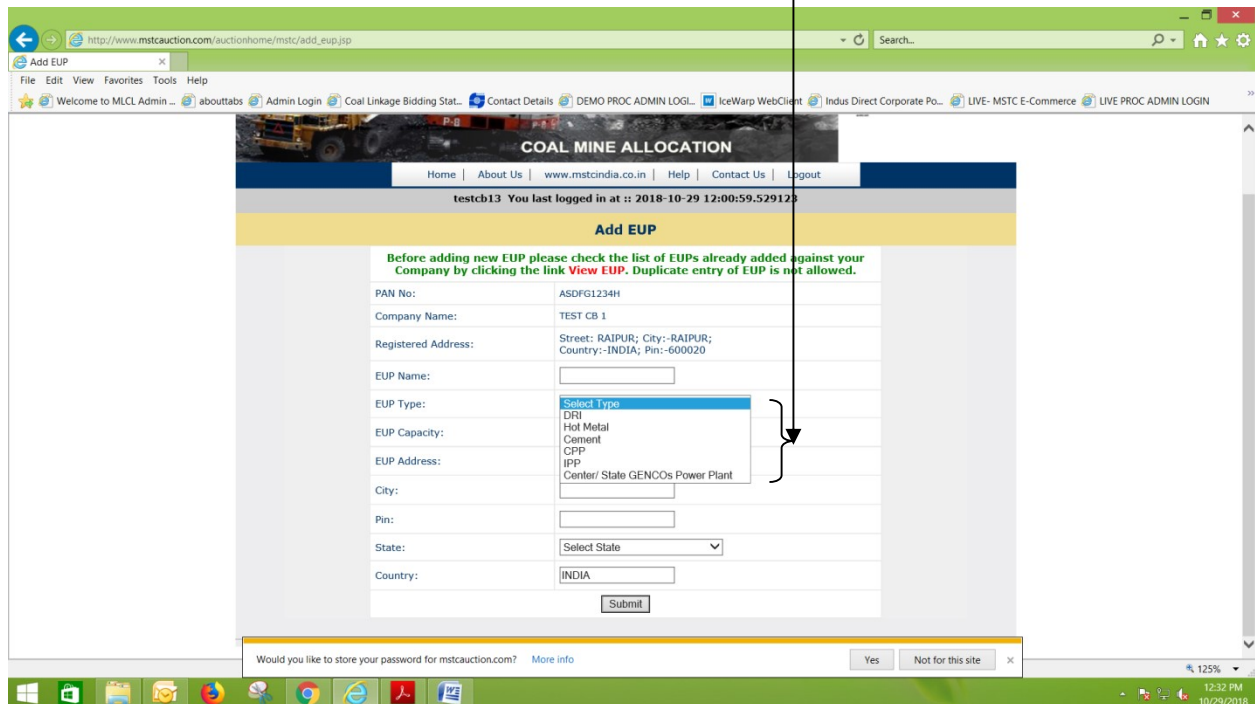 http://www.mstcauction.com/auctionhome/mstc/add_eup.jsp
Search...
Add EUP
File Edit View Favorites Tools Help
Welcome to MLCL Admin ... abouttabs Admin Login Coal Linkage Bidding Stat... Contact Details DEMO PROC ADMIN LOGI... IceWarp WebClient Indus Direct Corporate Po... LIVE- MSTC E-Commerce LIVE PROC ADMIN LOGIN
P-8
COAL MINE ALLOCATION
Home | About Us | www.mstcindia.co.in | Help | Contact Us | Logout
testcb13 You last logged in at :: 2018-10-29 12:00:59.529123
Add EUP
Before adding new EUP please check the list of EUPs already added against your
Company by clicking the link View EUP. Duplicate entry of EUP is not allowed.
PAN No: ASDFG1234H
Company Name: TEST CB 1
Registered Address: Street: RAIPUR; City:-RAIPUR;
Country:-INDIA; Pin:-600020
EUP Name:
EUP Type: Select Type
DRI
Hot Metal
EUP Capacity:
Cement
CPP
EUP Address: IPP
Center/ State GENCOs Power Plant
City:
Pin:
State: Select State
Country: INDIA
Submit
Would you like to store your password for mstcauction.com? More info Yes Not for this site
125%
12:32 PM
10/29/2018